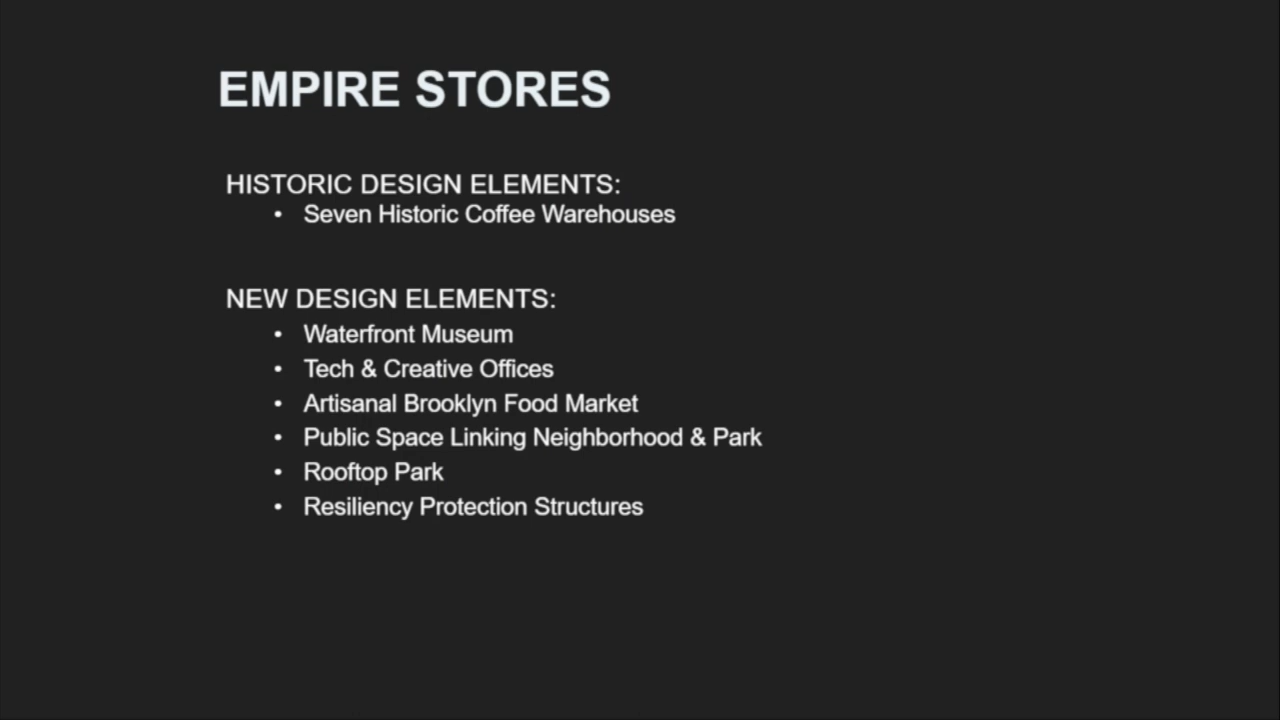 EMPIRE STORES
HISTORIC DESIGN ELEMENTS:
• Seven Historic Coffee Warehouses
NEW DESIGN ELEMENTS:
• Waterfront Museum
• Tech & Creative Offices
• Artisanal Brooklyn Food Market
• Public Space Linking Neighborhood & Park
• Rooftop Park
• Resiliency Protection Structures